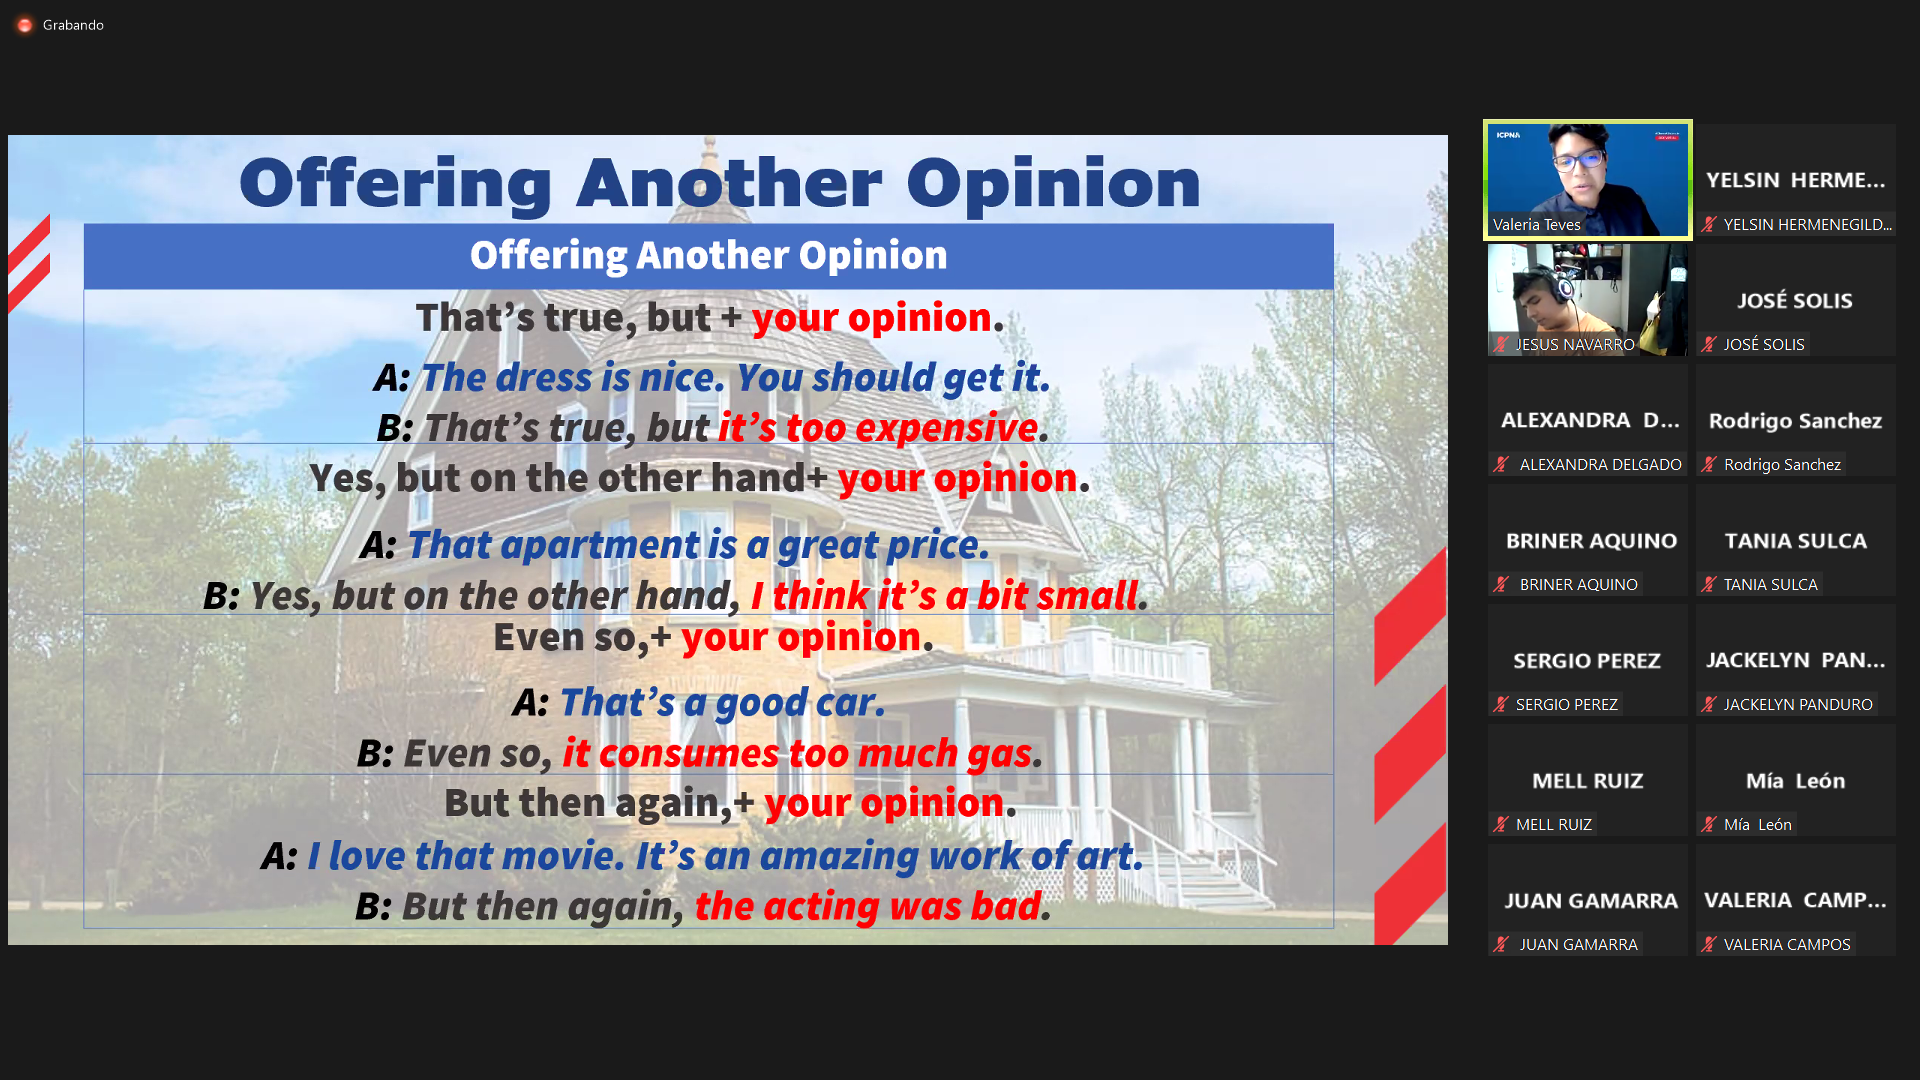 Grabando
Offering Another Opinion
Offering Another Opinion
That's true, but + your opinion.
A: The dress is nice. You should get it.
B: That's true, but it's too expensive.
Yes, but on the other hand+ your opinion.
A: That apartment is a great price.
B: Yes, but on the other hand, I think it's a bit small.
Even so,+ your opinion.
A: That's a good car.
B: Even so, it consumes too much gas.
But then again,+ your opinion.
A: I love that movie. It's an amazing work of art.
B: But then again, the acting was bad.
ICPNA
Valeria Teves
YELSIN HERME...
YELSIN HERMENEGILD...
JESUS NAVARRO
JOSÉ SOLIS
JOSÉ SOLIS
ALEXANDRA D...
ALEXANDRA DELGADO
Rodrigo Sanchez
Rodrigo Sanchez
BRINER AQUINO
BRINER AQUINO
TANIA SULCA
TANIA SULCA
SERGIO PEREZ
SERGIO PEREZ
JACKELYN PAN...
JACKELYN PANDURO
MELL RUIZ
MELL RUIZ
Mía León
Mía León
JUAN GAMARRA
JUAN GAMARRA
VALERIA CAMP...
VALERIA CAMPOS